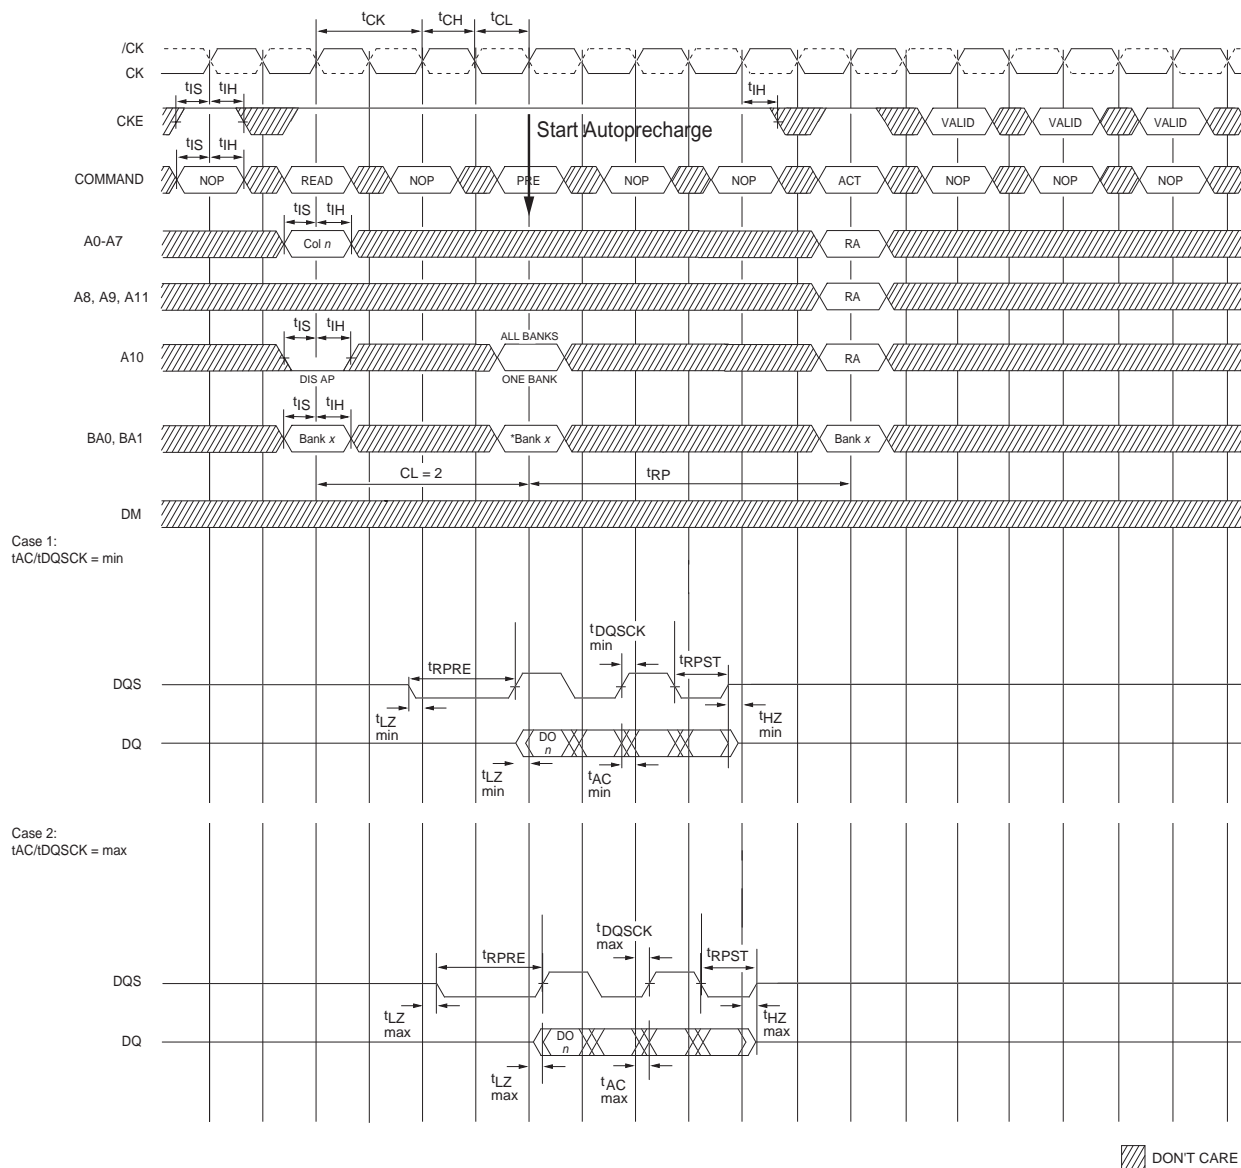 tCK tCH tCL
/CK
CK
tIS tIH tIH
CKE VALID VALID VALID
Start Autoprecharge
tIS tIH
COMMAND NOP READ NOP PRE NOP NOP ACT NOP NOP NOP
tIS tIH
A0-A7 Col n RA
A8, A9, A11 RA
tIS tIH ALL BANKS
A10 RA
DIS AP ONE BANK
tIS tIH
BA0, BA1 Bank x *Bank x Bank x
CL = 2 tRP
DM
Case 1:
tAC/tDQSCK = min
tDQSCK
min
tRPRE tRPST
DQS
tLZ
min
tHZ
min
DQ DO
n
tLZ
min
tAC
min
Case 2:
tAC/tDQSCK = max
tDQSCK
max
tRPRE tRPST
DQS
tLZ
max
tHZ
max
DQ DO
n
tLZ
max
tAC
max
DON'T CARE